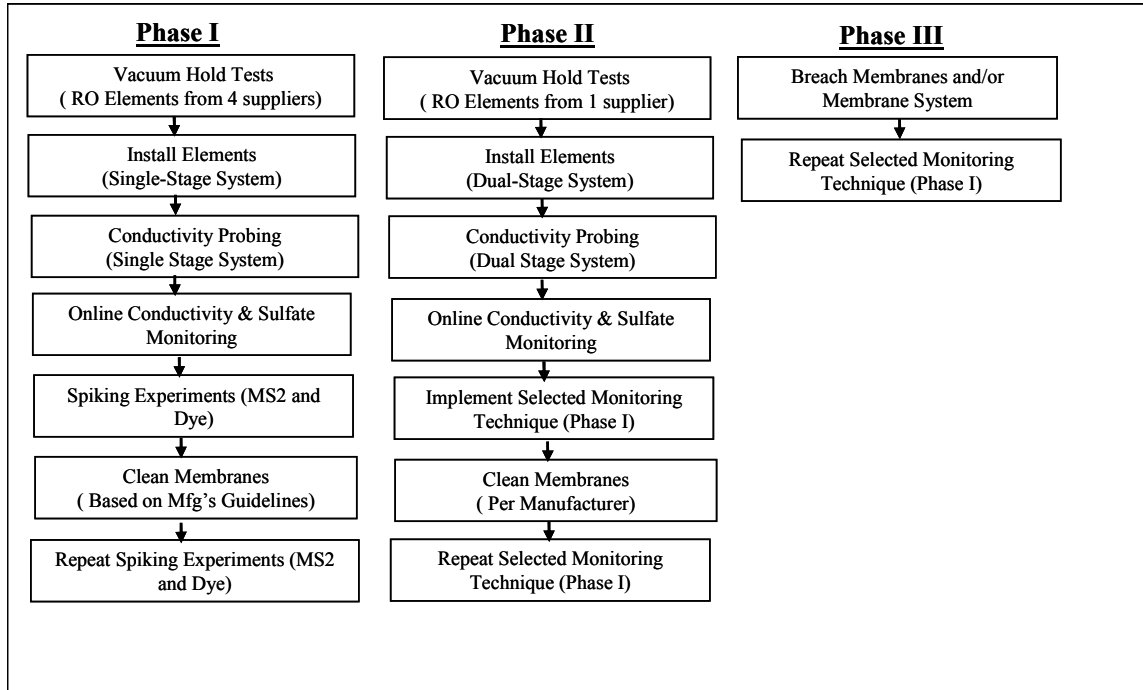 Phase I
Vacuum Hold Tests
( RO Elements from 4 suppliers)
Install Elements
(Single-Stage System)
Conductivity Probing
(Single Stage System)
Online Conductivity & Sulfate
Monitoring
Spiking Experiments (MS2 and
Dye)
Clean Membranes
( Based on Mfg's Guidelines)
Repeat Spiking Experiments (MS2
and Dye)
Phase II
Vacuum Hold Tests
( RO Elements from 1 supplier)
Install Elements
(Dual-Stage System)
Conductivity Probing
(Dual Stage System)
Online Conductivity & Sulfate
Monitoring
Implement Selected Monitoring
Technique (Phase I)
Clean Membranes
( Per Manufacturer)
Repeat Selected Monitoring
Technique (Phase I)
Phase III
Breach Membranes and/or
Membrane System
Repeat Selected Monitoring
Technique (Phase I)